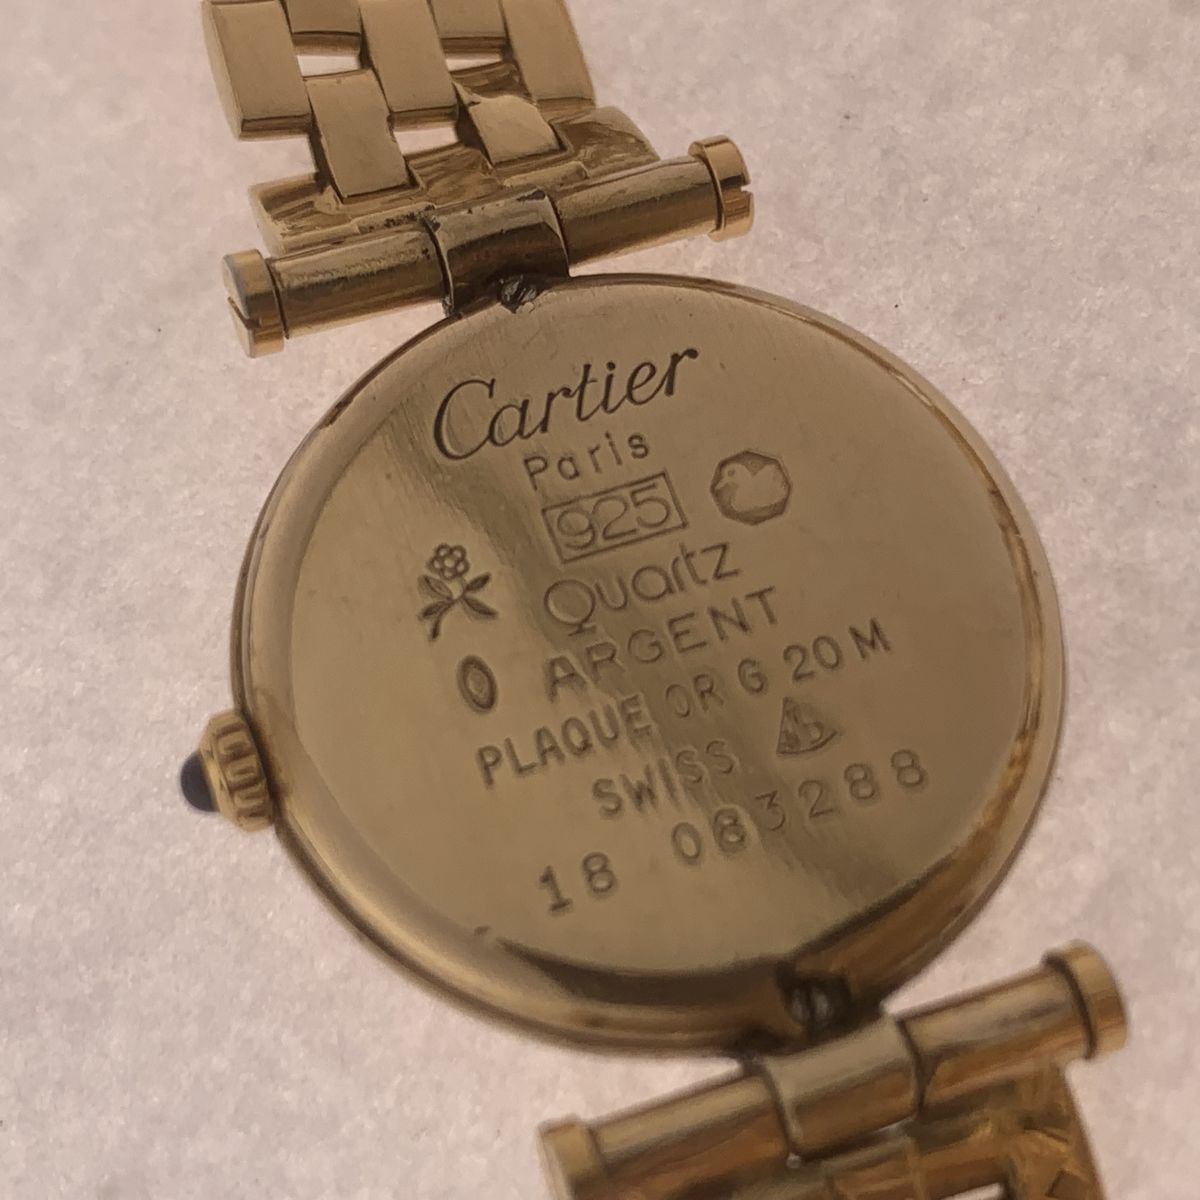 Cartier
Paris
925
Quartz
ARGENT
PLAQUE OR G 20 M
SWISS
18 083288